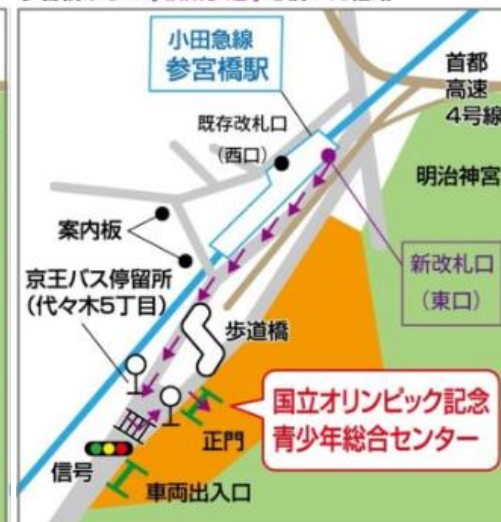 小田急線
参宮橋駅
首都
高速
4号線
既存改札口
(西口)
明治神宮
案内板
新改札口
(東口)
京王バス停留所
(代々木5丁目)
歩道橋
国立オリンピック記念
青少年総合センター
正門
信号
車両出入口